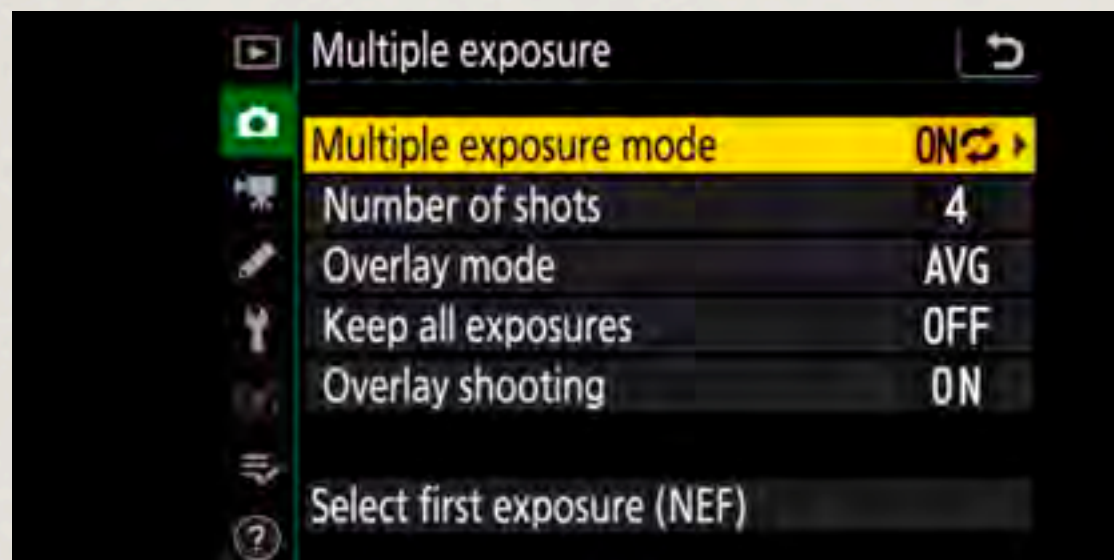 Multiple exposure
Multiple exposure mode ON
Number of shots 4
Overlay mode AVG
Keep all exposures OFF
Overlay shooting ON
Select first exposure (NEF)
?